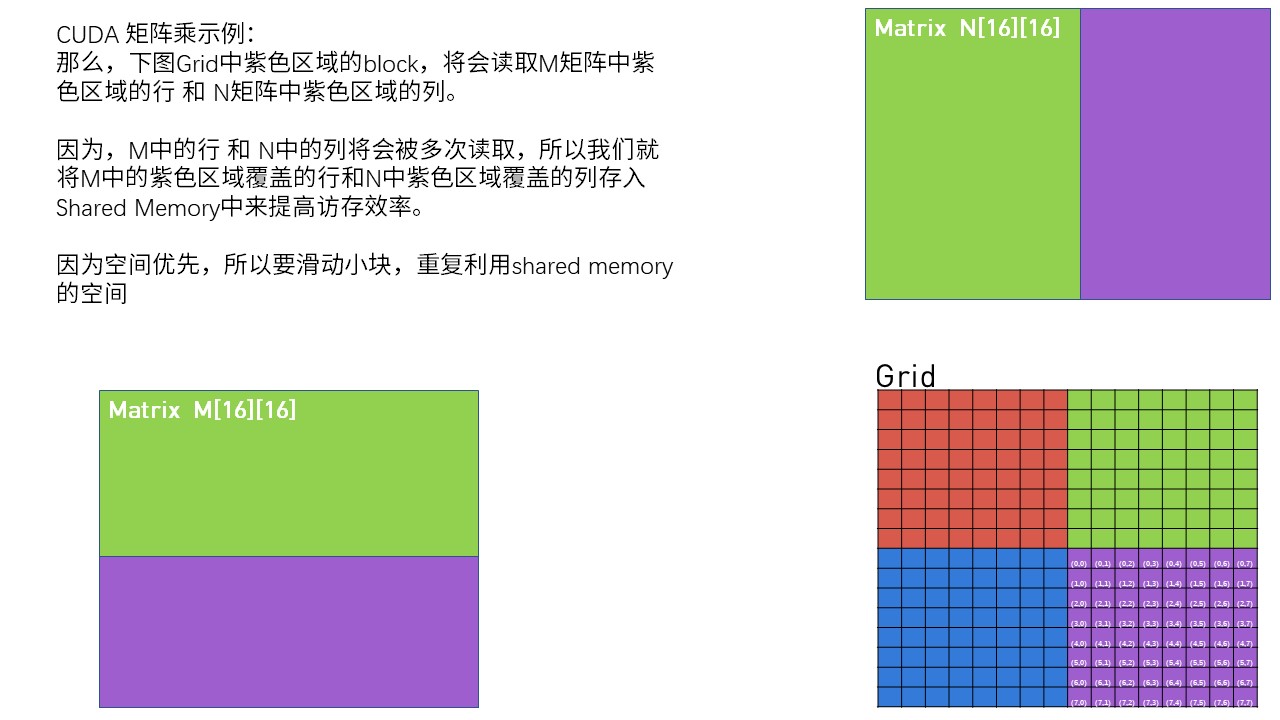 CUDA 矩阵乘示例：
那么，下图Grid中紫色区域的block，将会读取M矩阵中紫
色区域的行 和 N矩阵中紫色区域的列。
因为，M中的行 和 N中的列将会被多次读取，所以我们就
将M中的紫色区域覆盖的行和N中紫色区域覆盖的列存入
Shared Memory中来提高访存效率。
因为空间优先，所以要滑动小块，重复利用shared memory
的空间
Matrix N[16][16]
Matrix M[16][16]
Grid
(0,0) (0,1) (0,2) (0,3) (0,4) (0,5) (0,6) (0,7)
(1,0) (1,1) (1,2) (1,3) (1,4) (1,5) (1,6) (1,7)
(2,0) (2,1) (2,2) (2,3) (2,4) (2,5) (2,6) (2,7)
(3,0) (3,1) (3,2) (3,3) (3,4) (3,5) (3,6) (3,7)
(4,0) (4,1) (4,2) (4,3) (4,4) (4,5) (4,6) (4,7)
(5,0) (5,1) (5,2) (5,3) (5,4) (5,5) (5,6) (5,7)
(6,0) (6,1) (6,2) (6,3) (6,4) (6,5) (6,6) (6,7)
(7,0) (7,1) (7,2) (7,3) (7,4) (7,5) (7,6) (7,7)